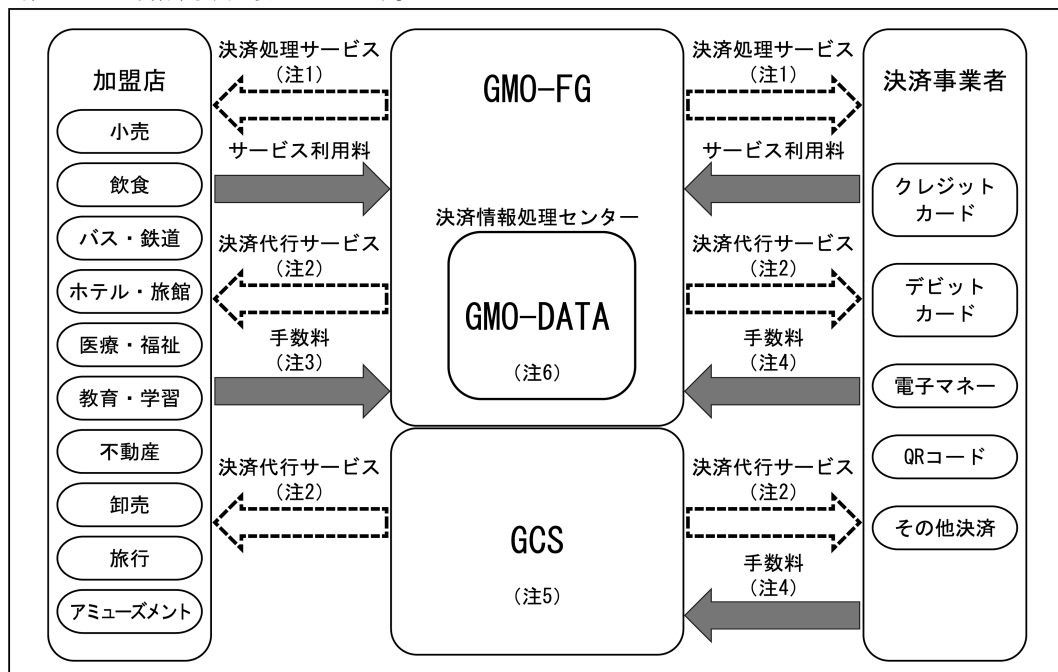 加盟店
小売
飲食
バス・鉄道
ホテル・旅館
医療・福祉
教育・学習
不動産
卸売
旅行
アミューズメント
決済処理サービス
(注1)
サービス利用料
決済代行サービス
(注2)
手数料
(注3)
決済代行サービス
(注2)
GMO-FG
決済情報処理センター
GMO-DATA
(注6)
GCS
(注5)
決済処理サービス
(注1)
サービス利用料
決済代行サービス
(注2)
手数料
(注4)
決済代行サービス
(注2)
手数料
(注4)
決済事業者
クレジット
カード
デビット
カード
電子マネー
QRコード
その他決済